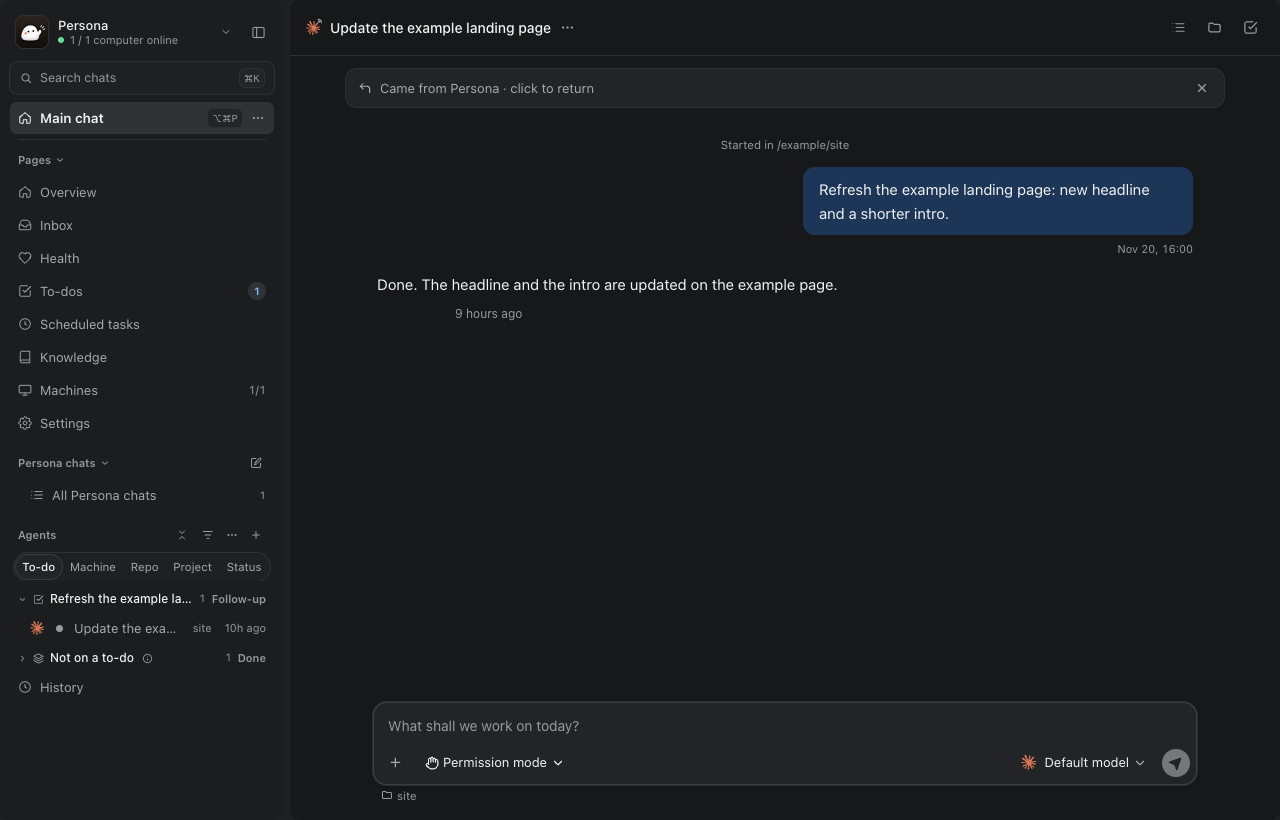 Persona
1 / 1 computer online
Search chats
⌘K
Main chat
⌥⌘P
Pages
Overview
Inbox
Health
To-dos
1
Scheduled tasks
Knowledge
Machines
1/1
Settings
Persona chats
All Persona chats
1
Agents
To-do
Machine
Repo
Project
Status
Refresh the example la...
1
Follow-up
Update the exa...
site
10h ago
Not on a to-do
1
Done
History
Update the example landing page
Came from Persona · click to return
Started in /example/site
Refresh the example landing page: new headline
and a shorter intro.
Nov 20, 16:00
Done. The headline and the intro are updated on the example page.
9 hours ago
What shall we work on today?
Permission mode
Default model
site